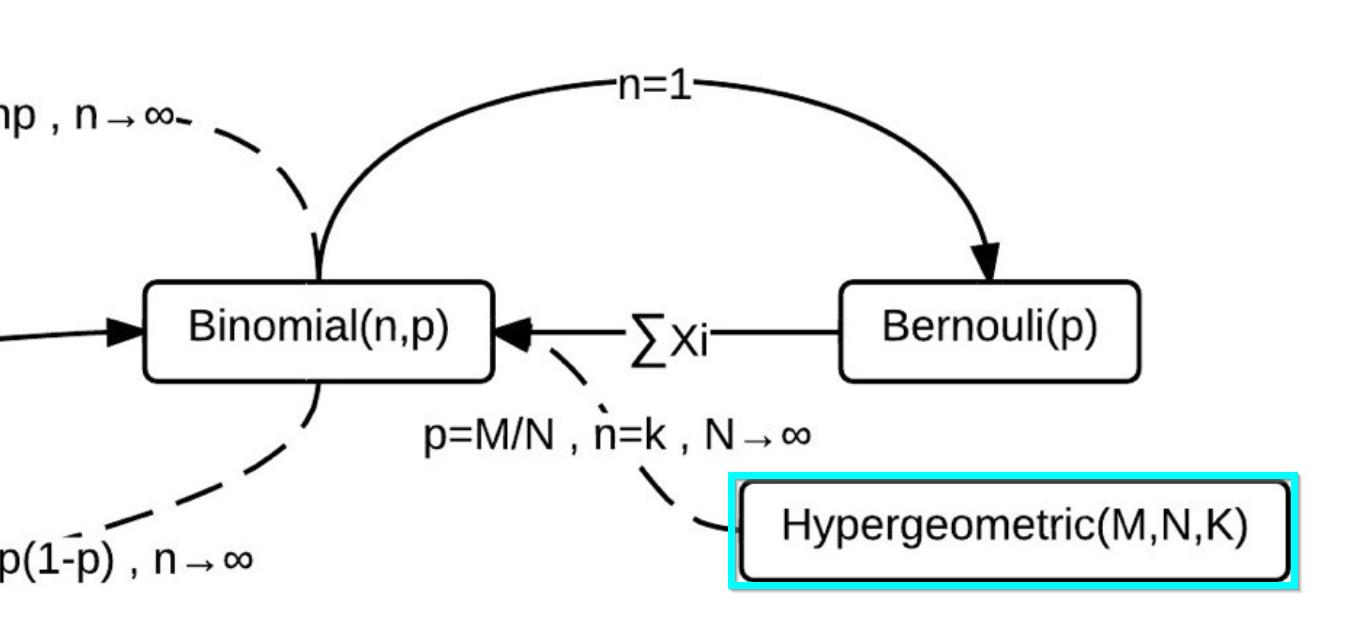 n=1
np , n→∞
Binomial(n,p)
∑Xi
Bernouli(p)
p=M/N , n=k , N→∞
Hypergeometric(M,N,K)
p(1-p) , n→∞